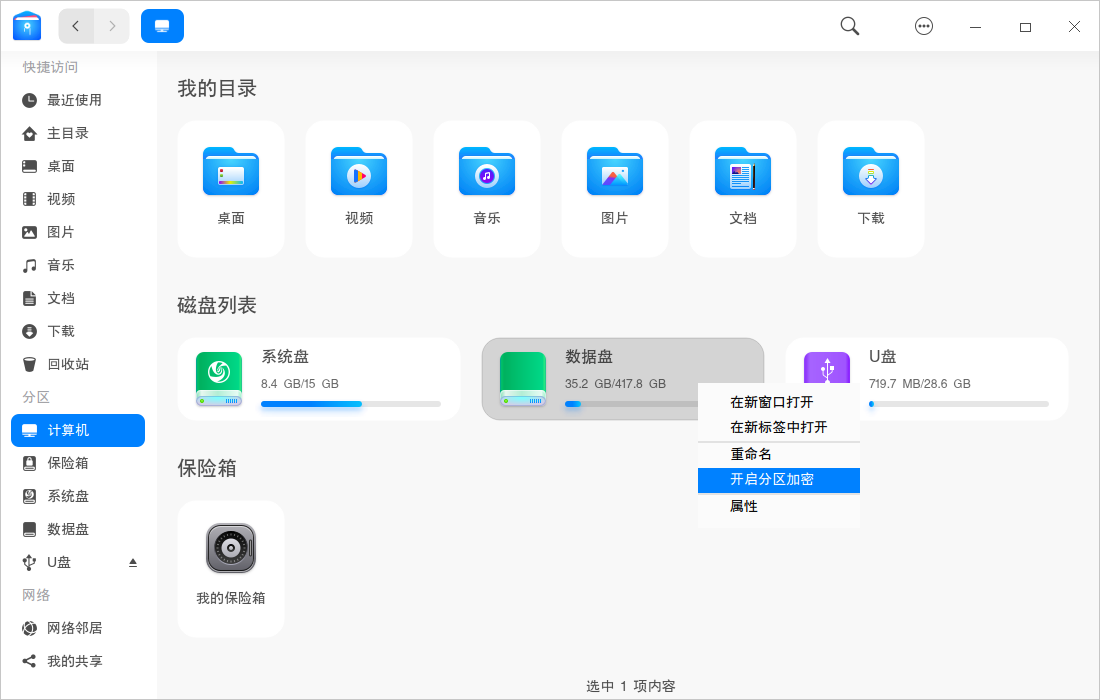 快捷访问
最近使用
主目录
桌面
视频
图片
音乐
文档
下载
回收站
分区
计算机
保险箱
系统盘
数据盘
U盘
网络
网络邻居
我的共享
我的目录
桌面
视频
音乐
图片
文档
下载
磁盘列表
系统盘
8.4 GB/15 GB
数据盘
35.2 GB/417.8 GB
U盘
719.7 MB/28.6 GB
在新窗口打开
在新标签中打开
重命名
开启分区加密
属性
保险箱
我的保险箱
选中 1 项内容